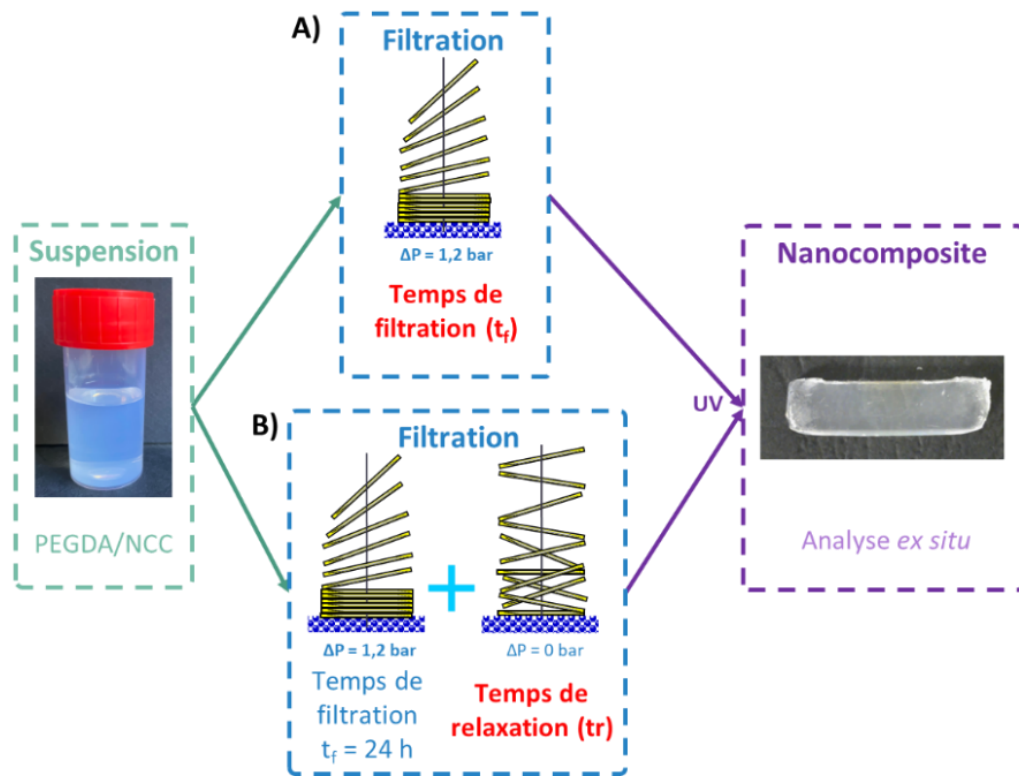 A)
Filtration
ΔP = 1,2 bar
Temps de
filtration (tf)
Suspension
PEGDA/NCC
B)
Filtration
ΔP = 1,2 bar
Temps de
filtration
tf = 24 h
+
ΔP = 0 bar
Temps de
relaxation (tr)
UV
Nanocomposite
Analyse ex situ